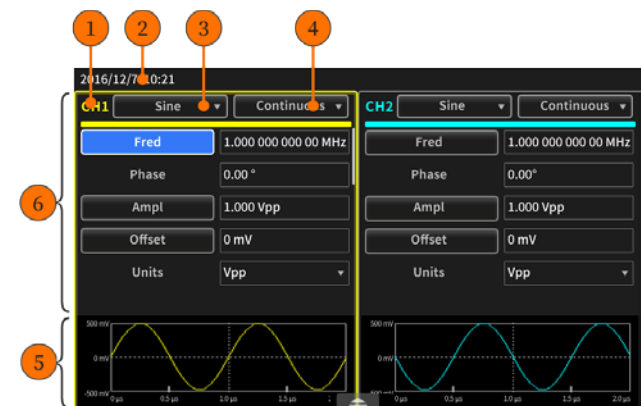 1 2 3 4
2016/12/7 10:21
CH1 Sine Continuous CH2 Sine Continuous
Fred 1.000 000 000 00 MHz Fred 1.000 000 000 00 MHz
Phase 0.00 ° Phase 0.00°
6 Ampl 1.000 Vpp Ampl 1.000 Vpp
Offset 0 mV Offset 0 mV
Units Vpp Units Vpp
500 mV 500 mV
5 0 mV 0 mV
-500 mV 0 µs 0.5 µs 1.0 µs 1.5 µs 0 µs 0.5 µs 1.0 µs 1.5 µs 2.0 µs